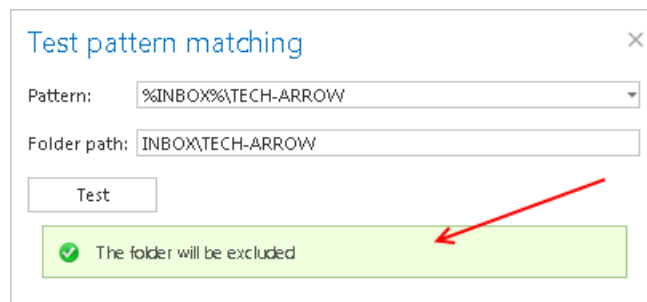 Test pattern matching
Pattern: %INBOX%\TECH-ARROW
Folder path: INBOX\TECH-ARROW
Test
The folder will be excluded